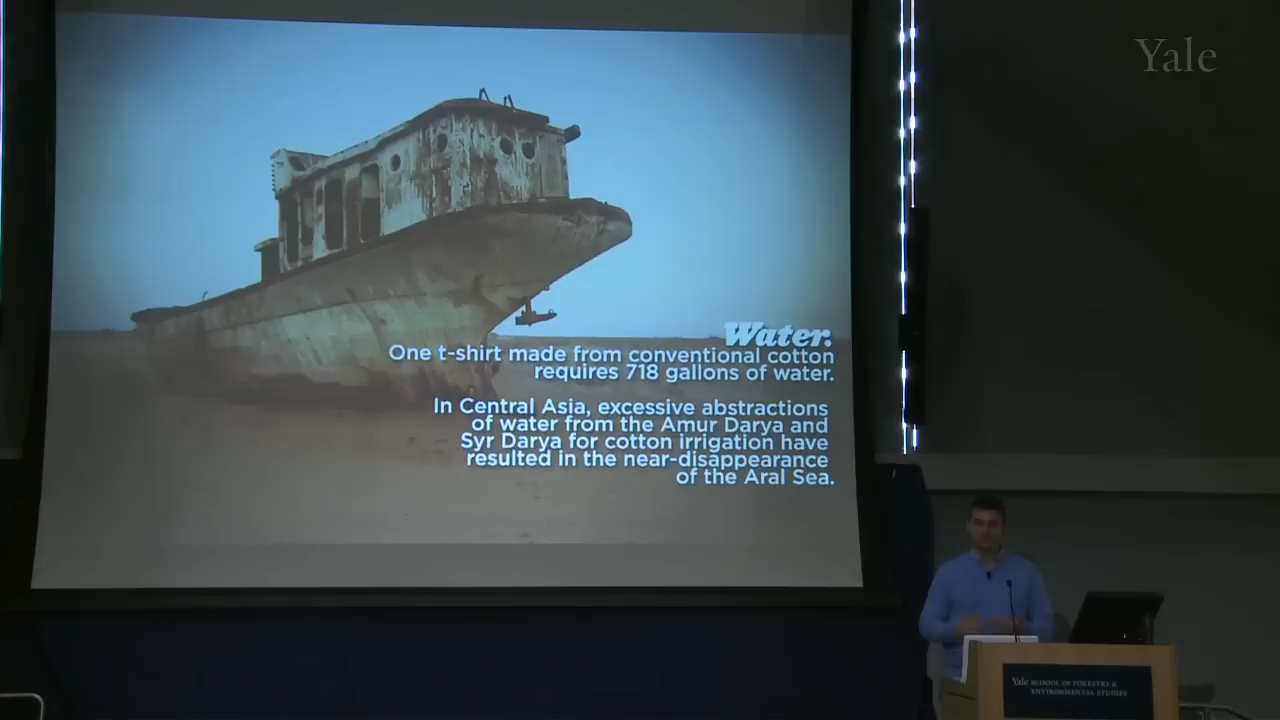 Yale
Water.
One t-shirt made from conventional cotton
requires 718 gallons of water.
In Central Asia, excessive abstractions
of water from the Amur Darya and
Syr Darya for cotton irrigation have
resulted in the near-disappearance
of the Aral Sea.
Yale SCHOOL OF FORESTRY &
ENVIRONMENTAL STUDIES